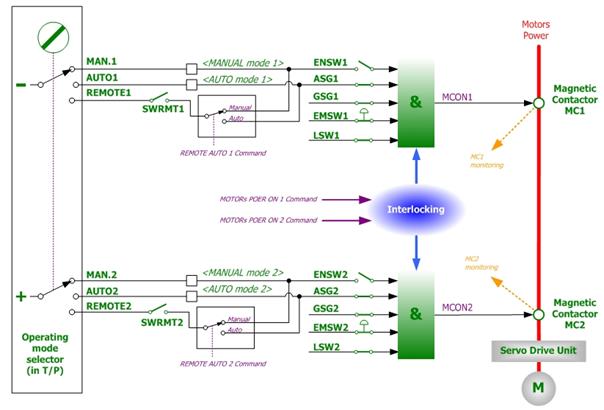 Motors
Power
MAN.1
<MANUAL mode 1>
ENSW1
AUTO1
<AUTO mode 1>
ASG1
REMOTE1
SWRMT1
Manual
Auto
GSG1
EMSW1
LSW1
REMOTE AUTO 1 Command
&
MCON1
Magnetic
Contactor
MC1
MC1
monitoring
MOTORs POER ON 1 Command
MOTORs POER ON 2 Command
Interlocking
MAN.2
<MANUAL mode 2>
ENSW2
AUTO2
<AUTO mode 2>
ASG2
REMOTE2
SWRMT2
Manual
Auto
GSG2
EMSW2
LSW2
REMOTE AUTO 2 Command
&
MCON2
MC2
monitoring
Magnetic
Contactor
MC2
Operating
mode
selector
(in T/P)
Servo Drive Unit
M